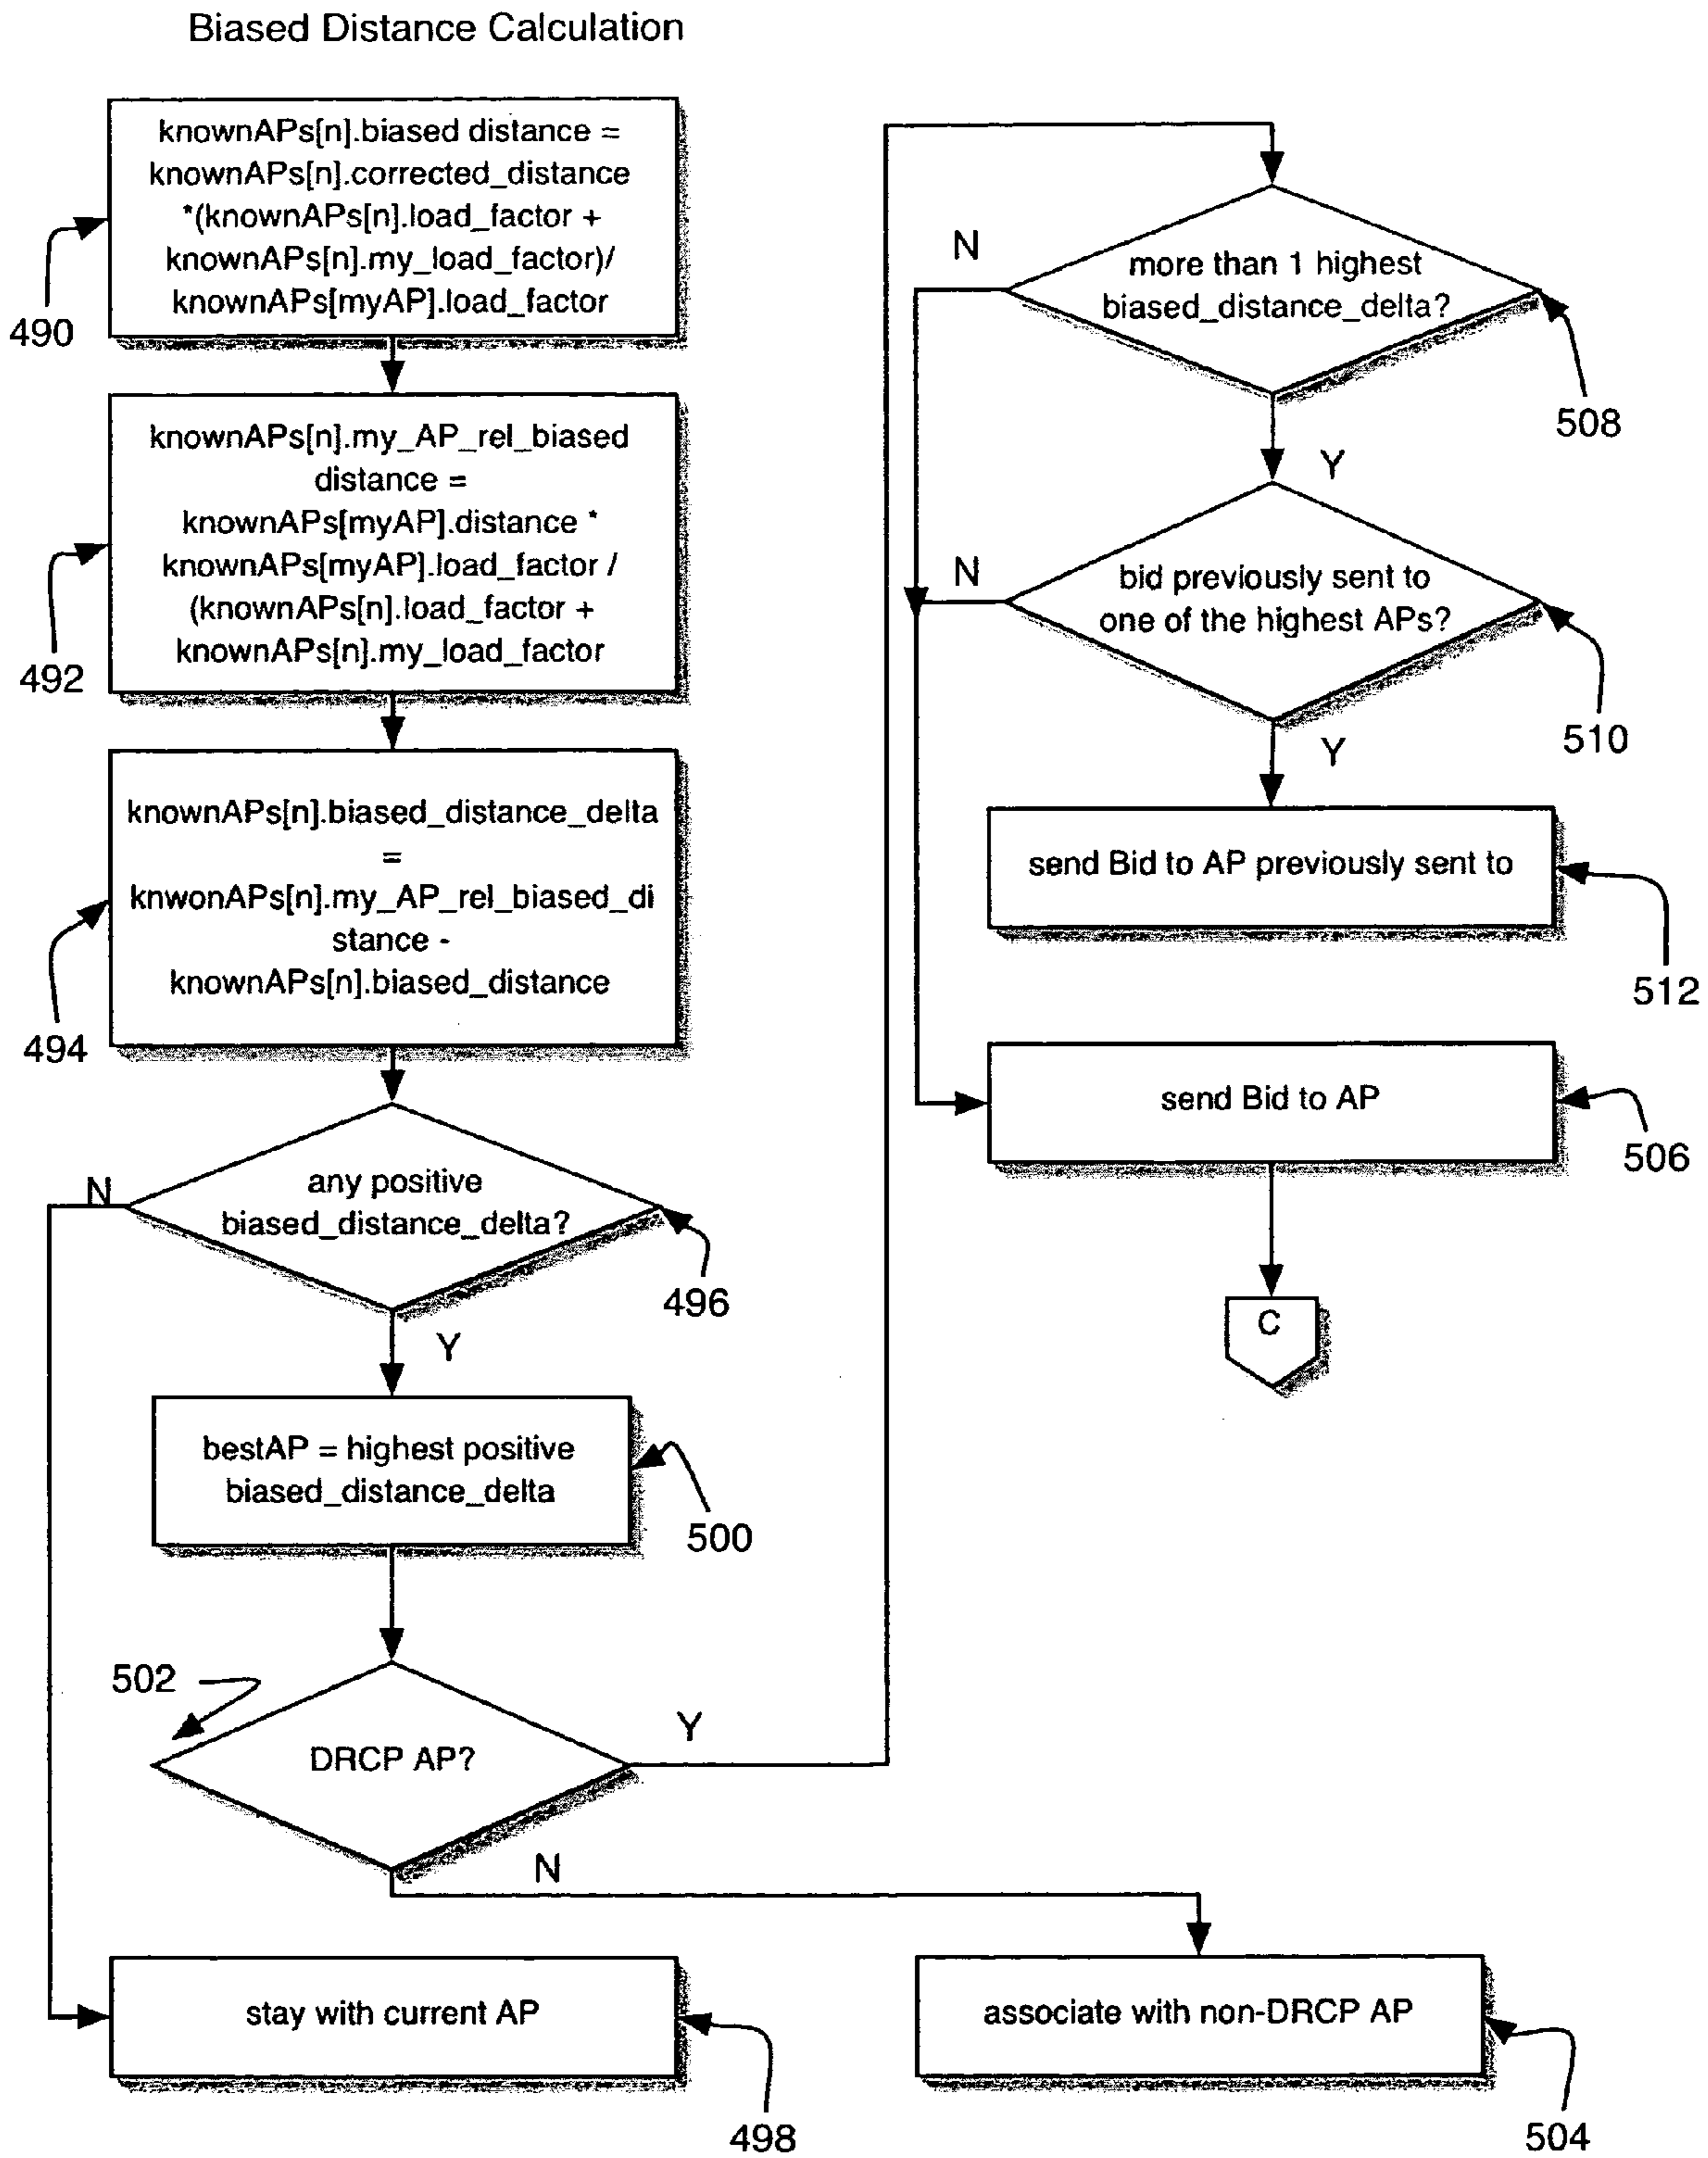 Biased Distance Calculation
knownAPs[n].biased distance =
knownAPs[n].corrected_distance
*(knownAPs[n].load_factor +
knownAPs[n].my_load_factor)/
knownAPs[myAP].load_factor
490
knownAPs[n].my_AP_rel_biased
distance =
knownAPs[myAP].distance *
knownAPs[myAP].load_factor /
(knownAPs[n].load_factor +
knownAPs[n].my_load_factor
492
knownAPs[n].biased_distance_delta
=
knwonAPs[n].my_AP_rel_biased_di
stance -
knownAPs[n].biased_distance
494
any positive
biased_distance_delta?
N
496
Y
bestAP = highest positive
biased_distance_delta
500
502
DRCP AP?
Y
N
stay with current AP
498
associate with non-DRCP AP
504
more than 1 highest
biased_distance_delta?
N
508
Y
bid previously sent to
one of the highest APs?
N
510
Y
send Bid to AP previously sent to
512
send Bid to AP
506
C